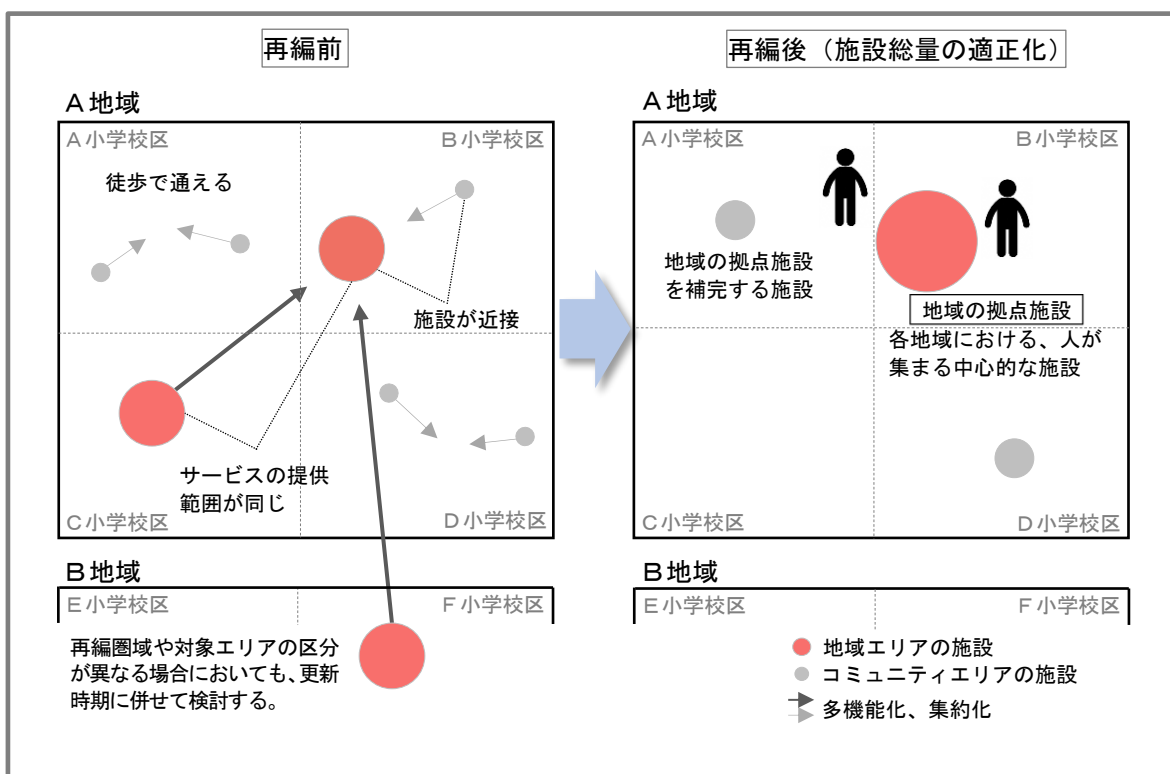 再編前
A地域
A小学校区
B小学校区
徒歩で通える
施設が近接
サービスの提供
範囲が同じ
C小学校区
D小学校区
B地域
E小学校区
F小学校区
再編圏域や対象エリアの区分
が異なる場合においても、更新
時期に併せて検討する。
再編後（施設総量の適正化）
A地域
A小学校区
B小学校区
地域の拠点施設
を補完する施設
地域の拠点施設
各地域における、人が
集まる中心的な施設
C小学校区
D小学校区
B地域
E小学校区
F小学校区
地域エリアの施設
コミュニティエリアの施設
多機能化、集約化